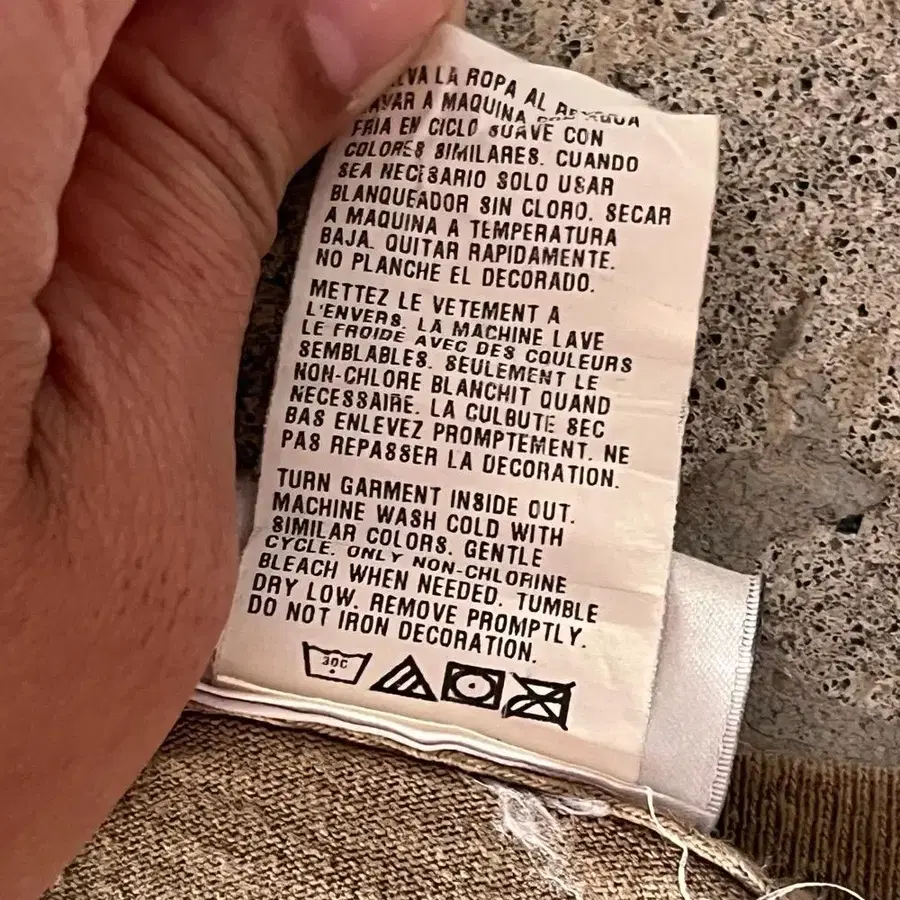 LA ROPA AL
A MAQUINA
FRIA EN CICLO SUAVE CON
COLORES SIMILARES. CUANDO
SEA NECESARIO SOLO USAR
BLANQUEADOR SIN CLORO. SECAR
A MAQUINA A TEMPERATURA
BAJA. QUITAR RAPIDAMENTE.
NO PLANCHE EL DECORADO.
METTEZ LE VETEMENT A
L'ENVERS. LA MACHINE LAVE
LE FROIDE AVEC DES COULEURS
SEMBLABLES. SEULEMENT LE
NON-CHLORE BLANCHIT QUAND
NECESSAIRE. LA CULBUTE SEC
BAS ENLEVEZ PROMPTEMENT. NE
PAS REPASSER LA DECORATION.
TURN GARMENT INSIDE OUT.
MACHINE WASH COLD WITH
SIMILAR COLORS. GENTLE
CYCLE. ONLY NON-CHLORINE
BLEACH WHEN NEEDED. TUMBLE
DRY LOW. REMOVE PROMPTLY.
DO NOT IRON DECORATION.
30C